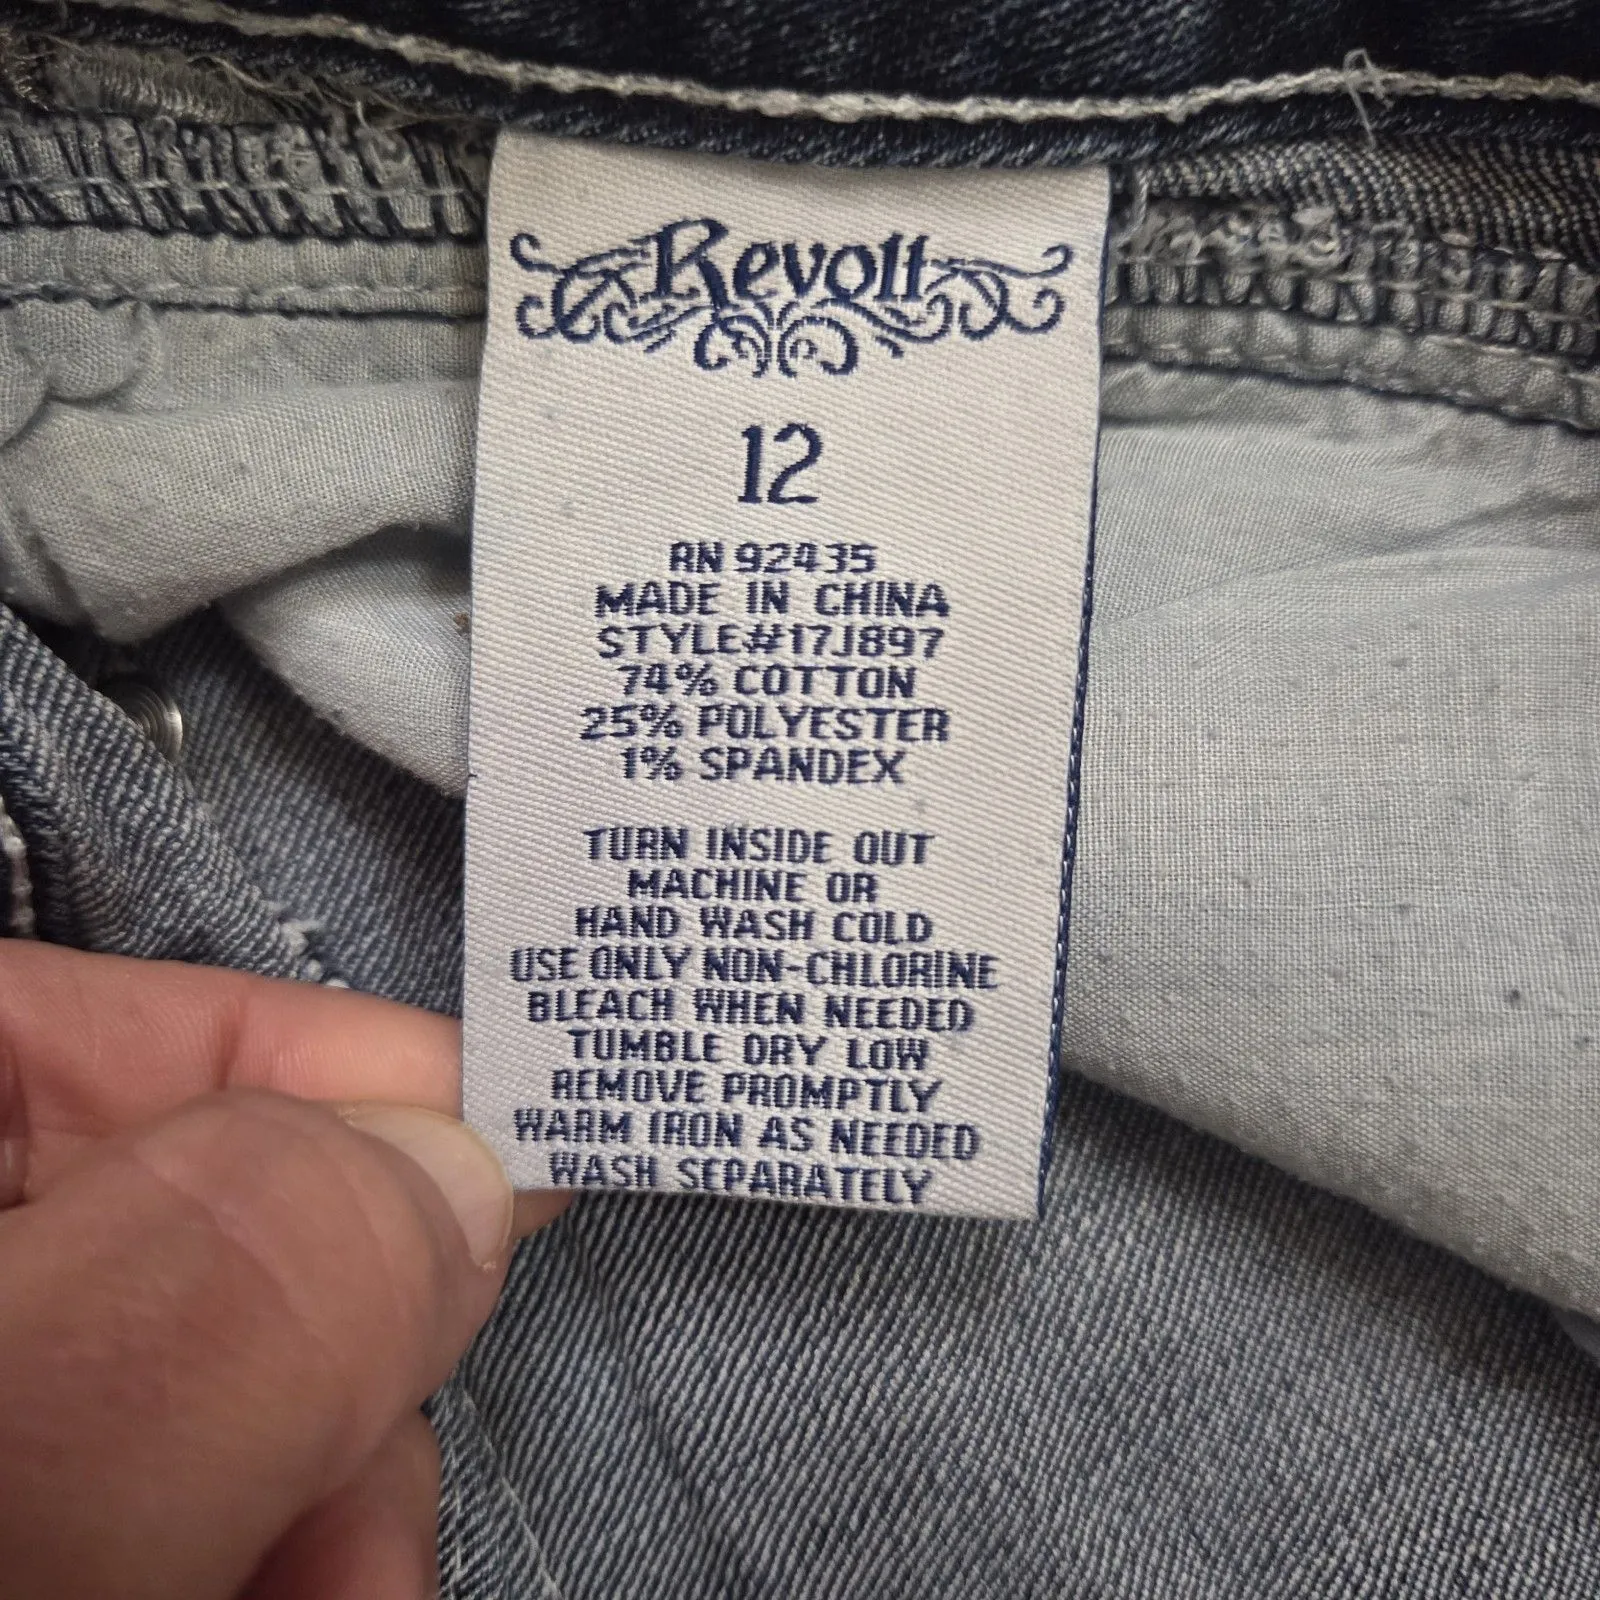 Revolt
12
RN 92435
MADE IN CHINA
STYLE#17J897
74% COTTON
25% POLYESTER
1% SPANDEX
TURN INSIDE OUT
MACHINE OR
HAND WASH COLD
USE ONLY NON-CHLORINE
BLEACH WHEN NEEDED
TUMBLE DRY LOW
REMOVE PROMPTLY
WARM IRON AS NEEDED
WASH SEPARATELY